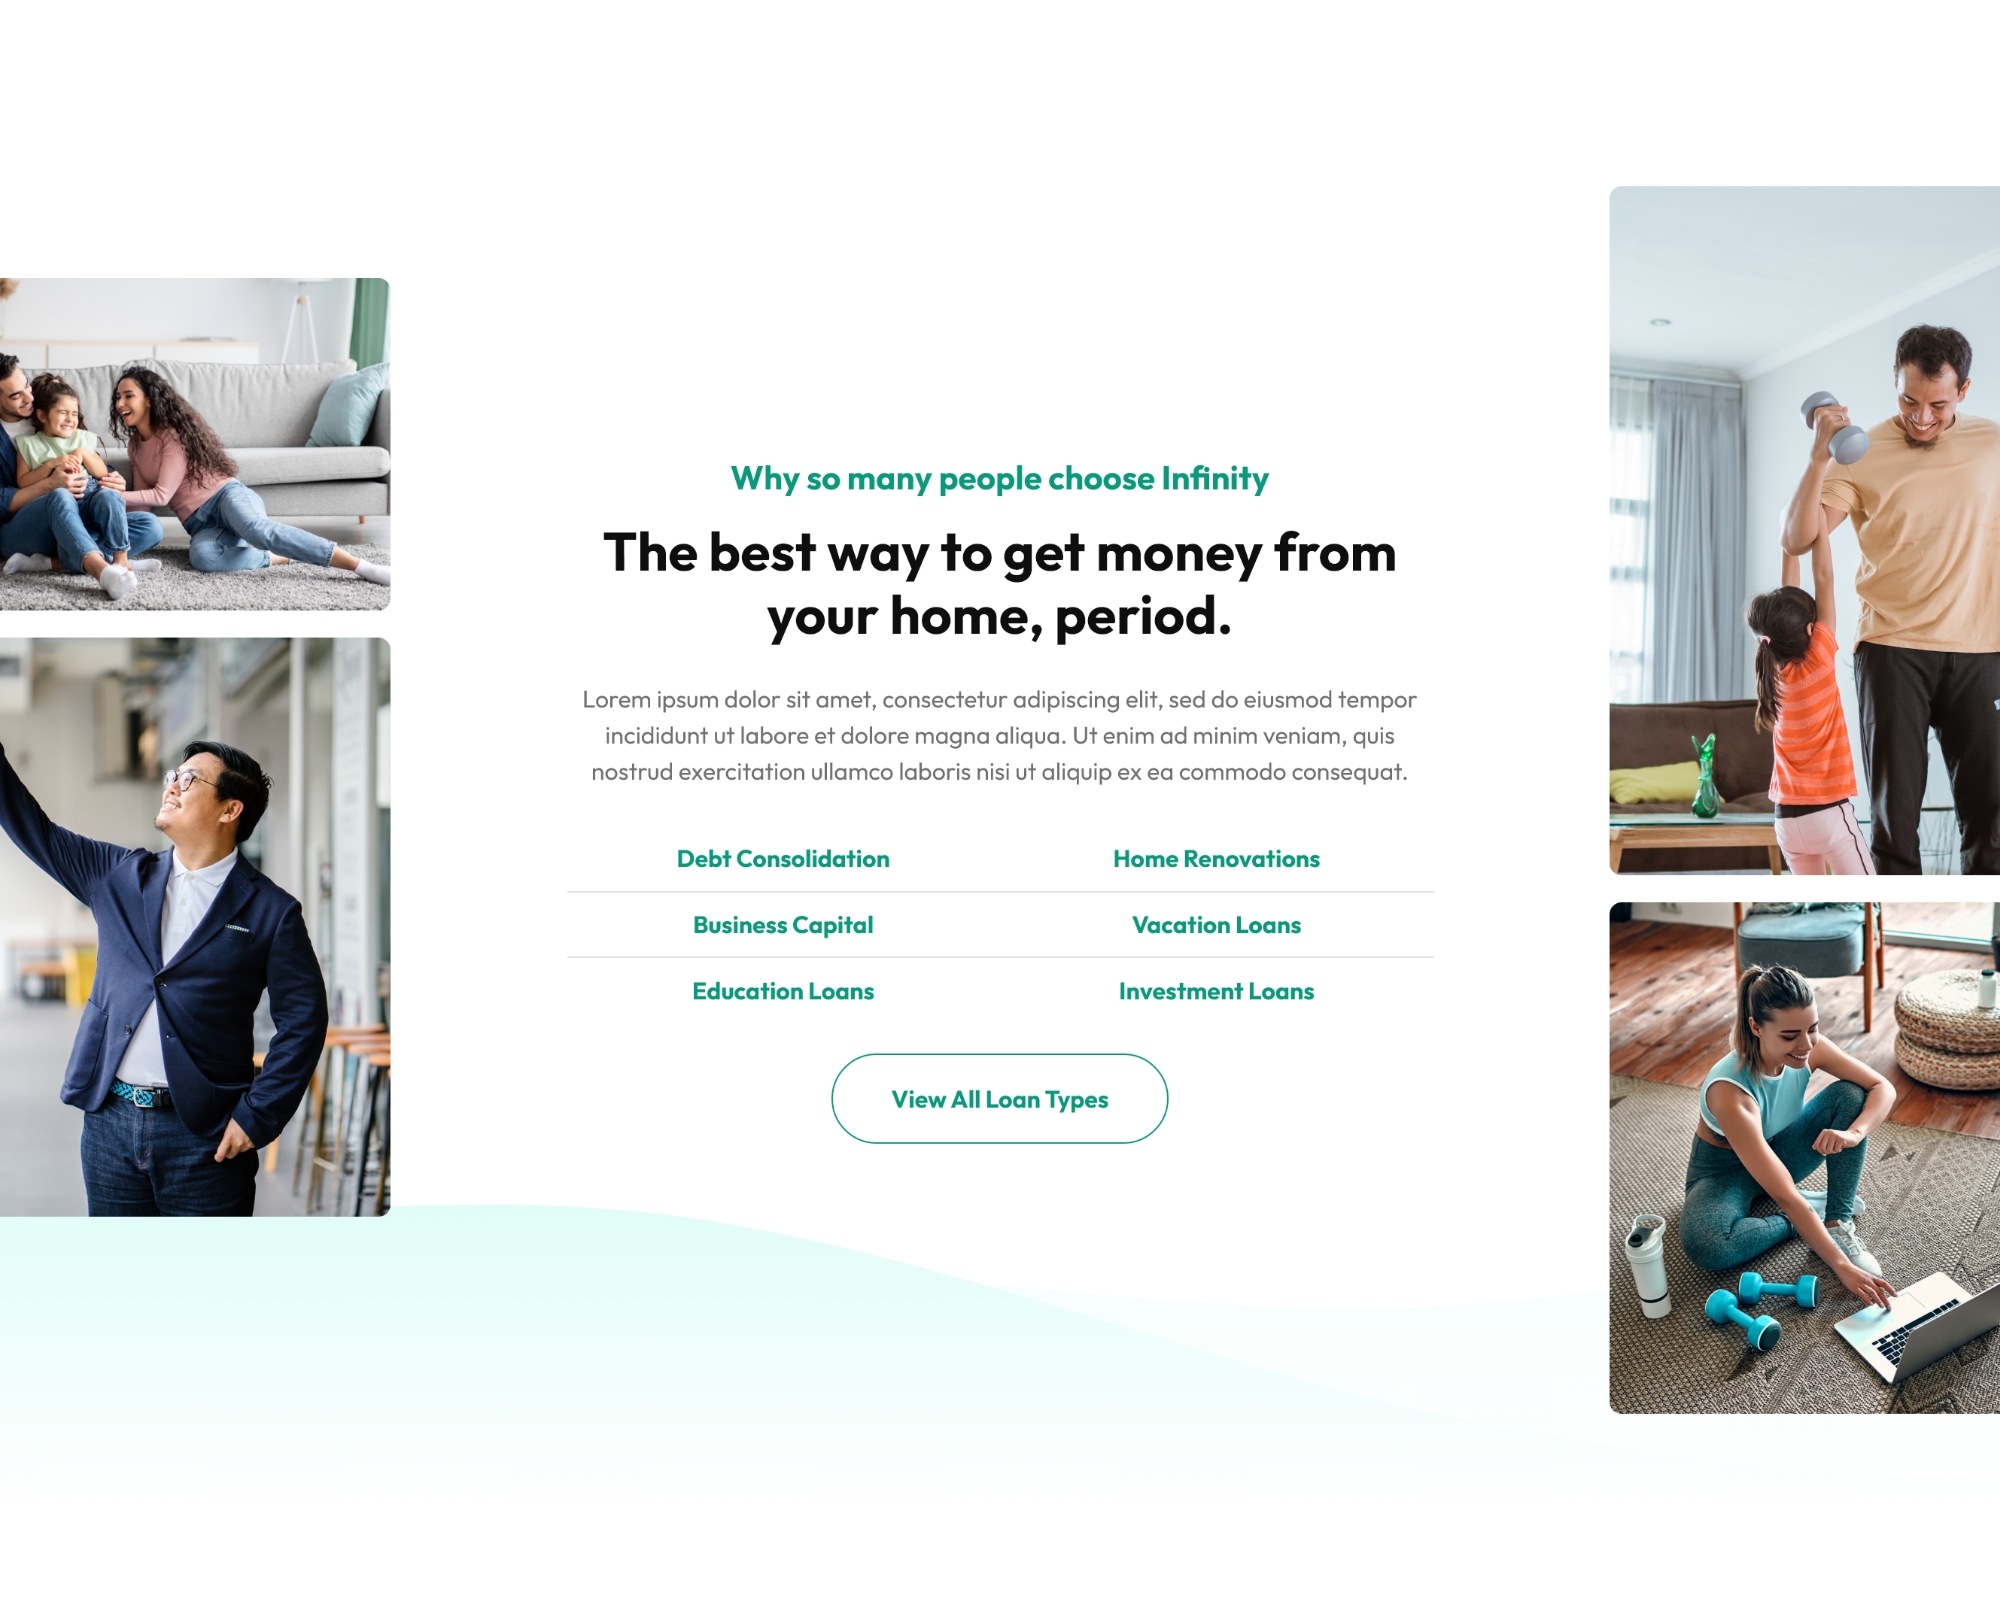 Why so many people choose Infinity
The best way to get money from
your home, period.
Lorem ipsum dolor sit amet, consectetur adipiscing elit, sed do eiusmod tempor
incididunt ut labore et dolore magna aliqua. Ut enim ad minim veniam, quis
nostrud exercitation ullamco laboris nisi ut aliquip ex ea commodo consequat.
Debt Consolidation
Home Renovations
Business Capital
Vacation Loans
Education Loans
Investment Loans
View All Loan Types